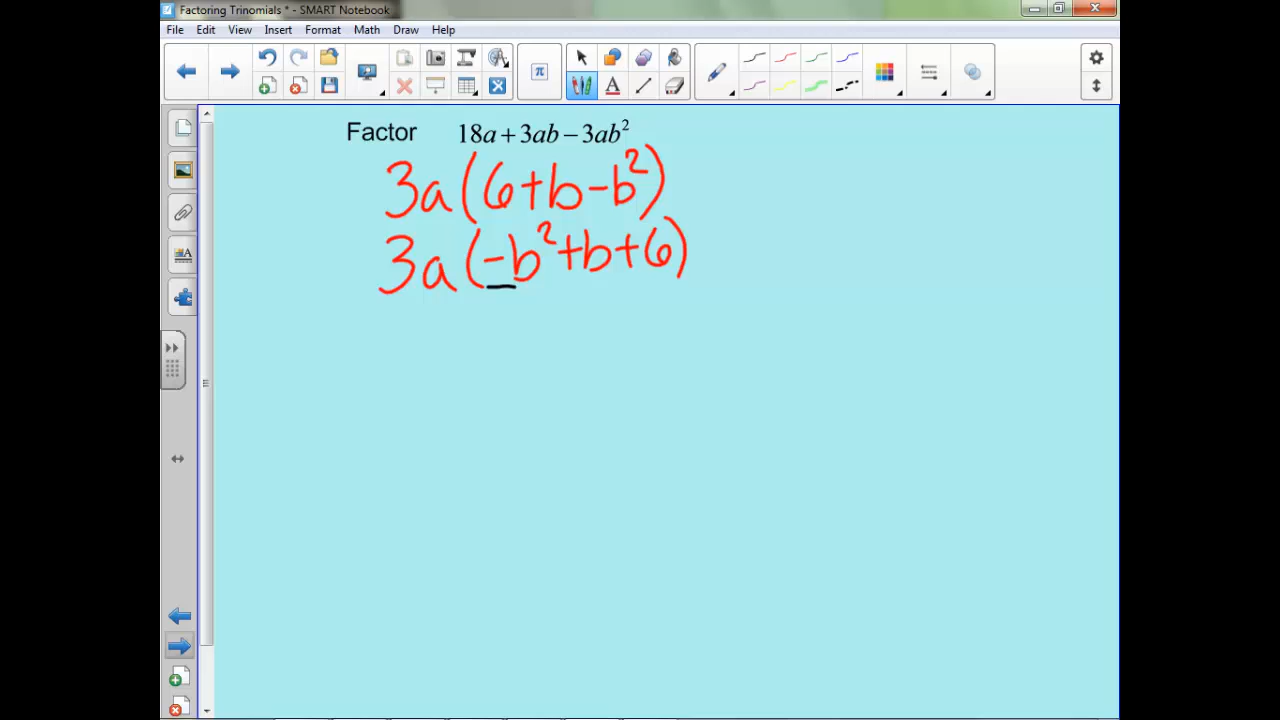 Factoring Trinomials * - SMART Notebook
File Edit View Insert Format Math Draw Help
π
A
Factor 18a + 3ab − 3ab²
3a(6+b-b²)
3a(-b²+b+6)